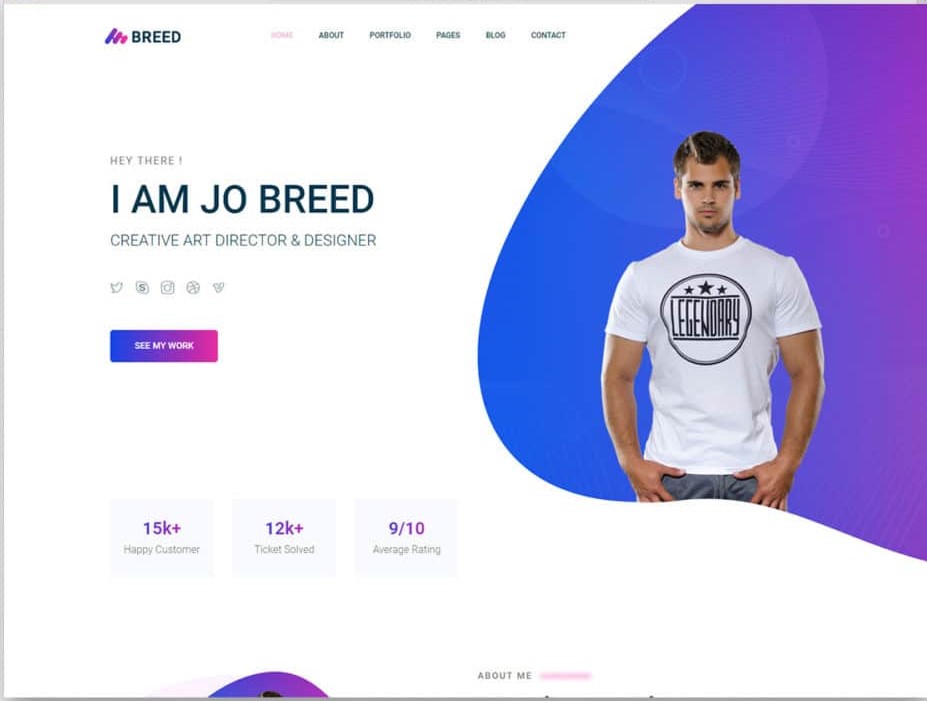 BREED
HOME ABOUT PORTFOLIO PAGES BLOG CONTACT
HEY THERE !
I AM JO BREED
CREATIVE ART DIRECTOR & DESIGNER
SEE MY WORK
LEGENDARY
15k+ 12k+ 9/10
Happy Customer Ticket Solved Average Rating
ABOUT ME